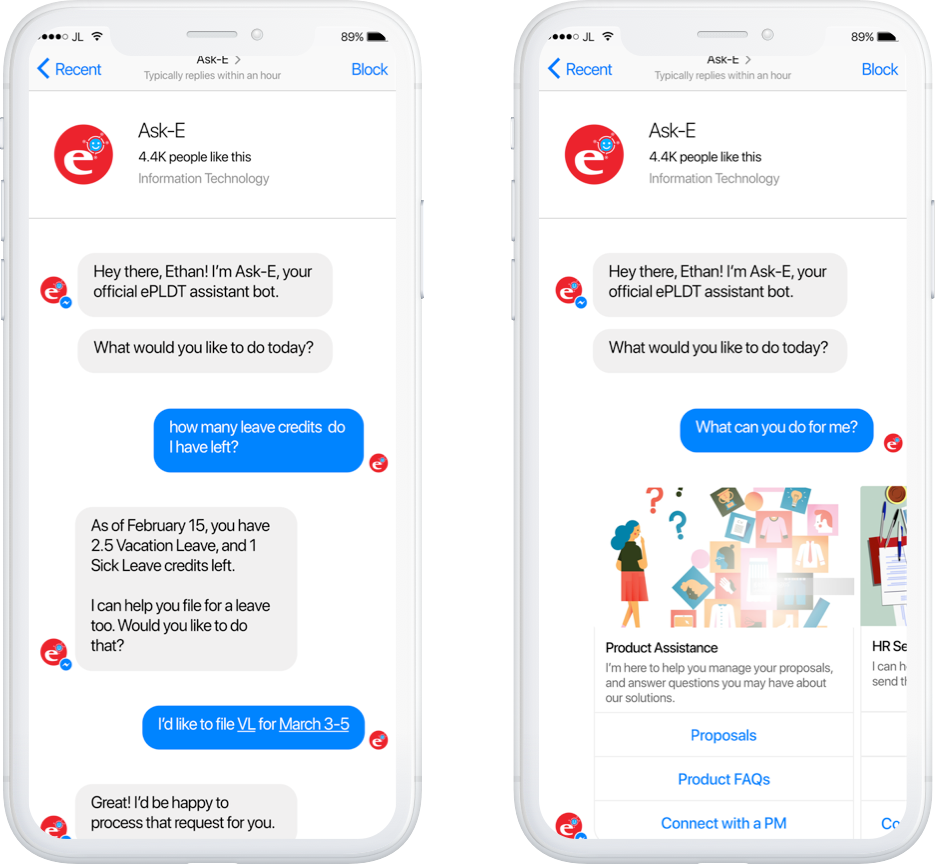 JL
89%
Recent
Ask-E
Typically replies within an hour
Block
Ask-E
4.4K people like this
Information Technology
Hey there, Ethan! I'm Ask-E, your
official ePLDT assistant bot.
What would you like to do today?
how many leave credits do
I have left?
As of February 15, you have
2.5 Vacation Leave, and 1
Sick Leave credits left.
I can help you file for a leave
too. Would you like to do
that?
I'd like to file VL for March 3-5
Great! I'd be happy to
process that request for you.
JL
89%
Recent
Ask-E
Typically replies within an hour
Block
Ask-E
4.4K people like this
Information Technology
Hey there, Ethan! I'm Ask-E, your
official ePLDT assistant bot.
What would you like to do today?
What can you do for me?
Product Assistance
I'm here to help you manage your proposals,
and answer questions you may have about
our solutions.
Proposals
Product FAQs
Connect with a PM
HR
I can
send